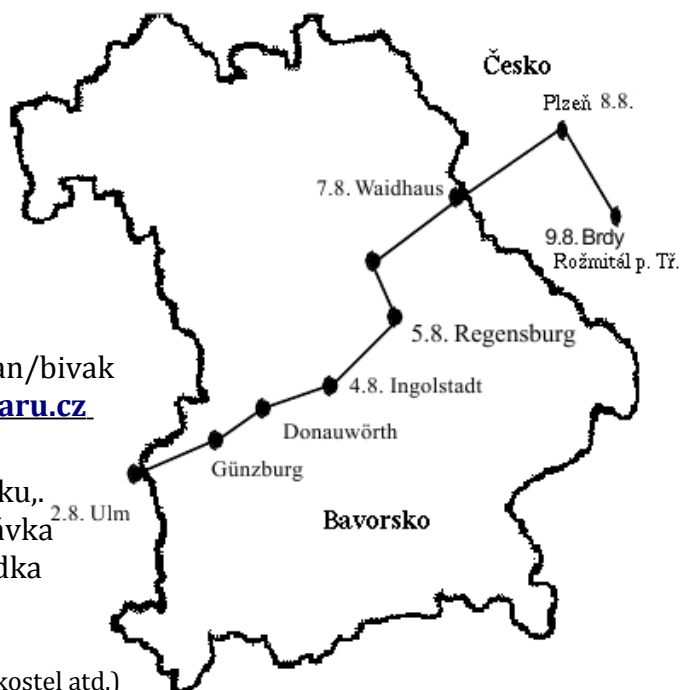 Česko
Plzeň 8.8.
7.8. Waidhaus
9.8. Brdy
Rožmitál p. Tř.
5.8. Regensburg
an/bivak
4.8. Ingolstadt
aru.cz
Donauwörth
Günzburg
ku,.
2.8. Ulm
ávka
Bavorsko
dka
kostel atd.)